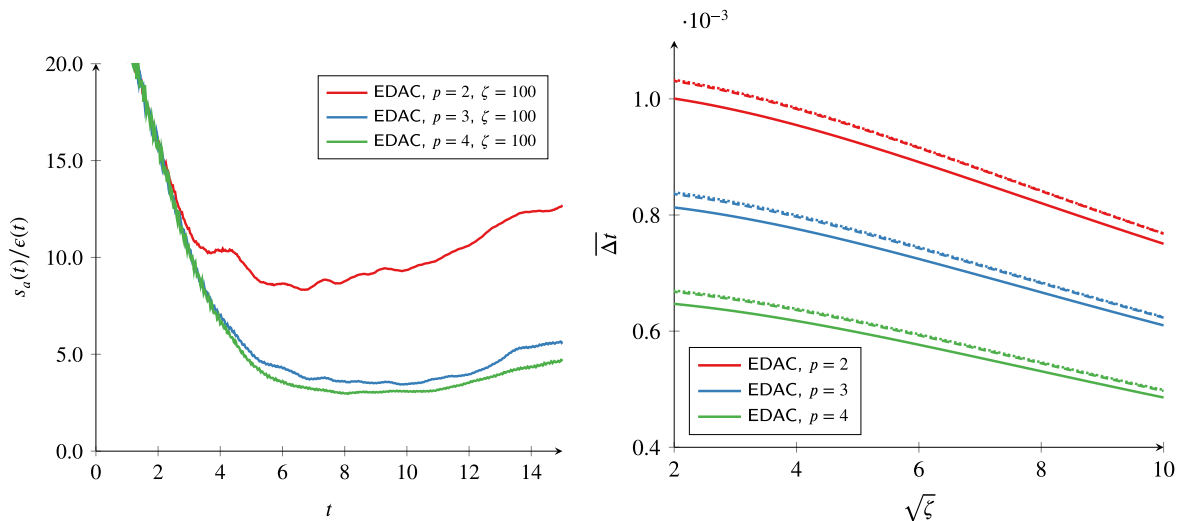 20.0
15.0
10.0
5.0
0.0
s_a(t)/ϵ(t)
EDAC, p = 2, ζ = 100
EDAC, p = 3, ζ = 100
EDAC, p = 4, ζ = 100
0 2 4 6 8 10 12 14
t
·10⁻³
1.0
0.8
0.6
0.4
Δ̅t̅
EDAC, p = 2
EDAC, p = 3
EDAC, p = 4
2 4 6 8 10
√ζ